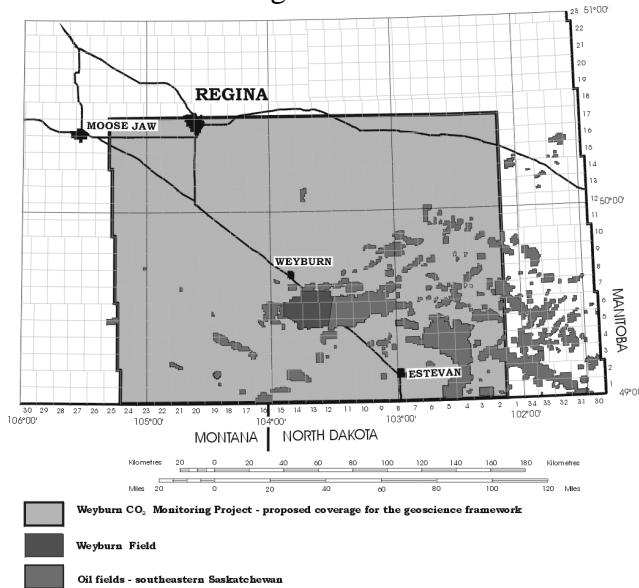 23 51°00'
22
21
20
19
18
REGINA
17
MOOSE JAW
16
15
14
13
12
50°00'
11
10
9
8
WEYBURN
7
6
5
MANITOBA
4
3
2
ESTEVAN
1
49°0
30 29 28 27 26 24 23 22 21 20 19 18 17 16 15 14 13 12 11 10 9 8 7 6 5 4 3 2 1 34 33 32 31 30
106°00' 105°00' 104°00' 103°00' 102°00'
MONTANA NORTH DAKOTA
Kilometres 20 0 20 40 60 80 100 120 140 160 180 Kilometres
Miles 20 0 20 40 60 80 100 120 Miles
Weyburn CO2 Monitoring Project - proposed coverage for the geoscience framework
Weyburn Field
Oil fields - southeastern Saskatchewan